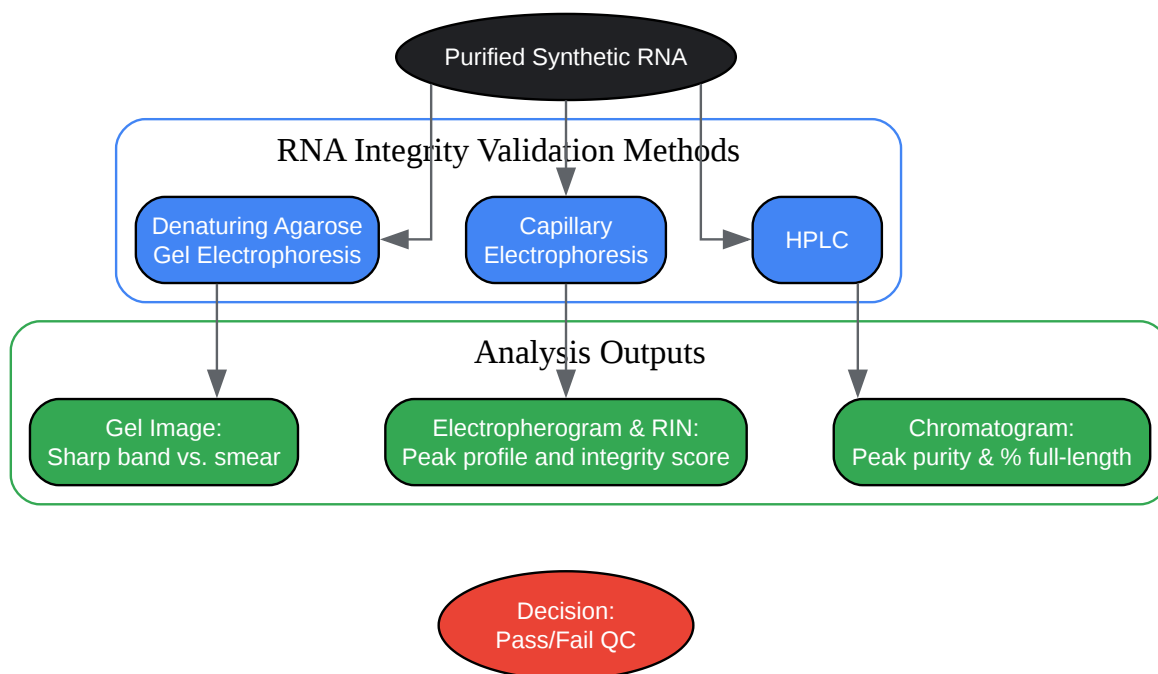 Purified Synthetic RNA
RNA Integrity Validation Methods
Denaturing Agarose
Gel Electrophoresis
Capillary
Electrophoresis
HPLC
Analysis Outputs
Gel Image:
Sharp band vs. smear
Electropherogram & RIN:
Peak profile and integrity score
Chromatogram:
Peak purity & % full-length
Decision:
Pass/Fail QC